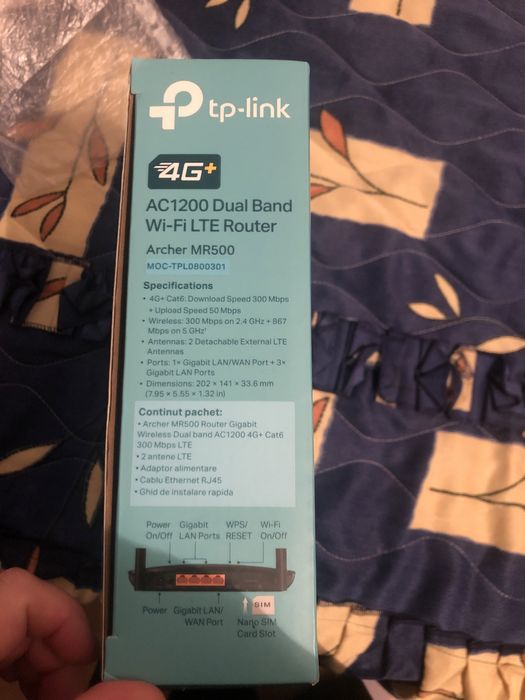 tp-link
4G+
AC1200 Dual Band
Wi-Fi LTE Router
Archer MR500
MOC-TPL0800301
Specifications
• 4G+ Cat6: Download Speed 300 Mbps
+ Upload Speed 50 Mbps
• Wireless: 300 Mbps on 2.4 GHz + 867
Mbps on 5 GHz¹
• Antennas: 2 Detachable External LTE
Antennas
• Ports: 1× Gigabit LAN/WAN Port + 3×
Gigabit LAN Ports
• Dimensions: 202 × 141 × 33.6 mm
(7.95 × 5.55 × 1.32 in)
Continut pachet:
• Archer MR500 Router Gigabit
Wireless Dual band AC1200 4G+ Cat6
300 Mbps LTE
• 2 antene LTE
• Adaptor alimentare
• Cablu Ethernet RJ45
• Ghid de instalare rapida
Power On/Off
Gigabit LAN Ports
WPS/ RESET
Wi-Fi On/Off
SIM
Power
Gigabit LAN/ WAN Port
Nano SIM Card Slot